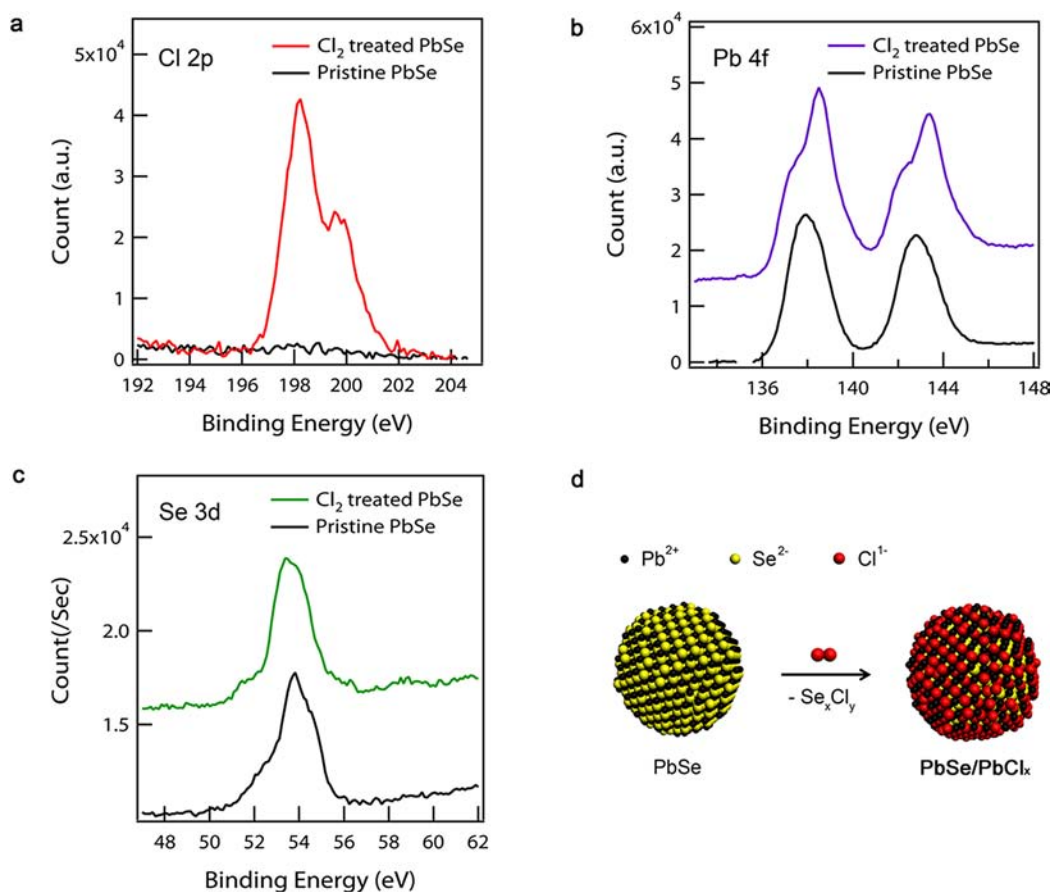 a
Cl 2p
Cl₂ treated PbSe
Pristine PbSe
5x10⁴
4
3
2
1
0
Count (a.u.)
192 194 196 198 200 202 204
Binding Energy (eV)
b
Pb 4f
Cl₂ treated PbSe
Pristine PbSe
6x10⁴
5
4
3
2
1
0
Count (a.u.)
136 140 144 148
Binding Energy (eV)
c
Se 3d
Cl₂ treated PbSe
Pristine PbSe
2.5x10⁴
2.0
1.5
Count(/Sec)
48 50 52 54 56 58 60 62
Binding Energy (eV)
d
Pb²⁺ Se²⁻ Cl¹⁻
- SeₓClᵧ
PbSe PbSe/PbClₓ